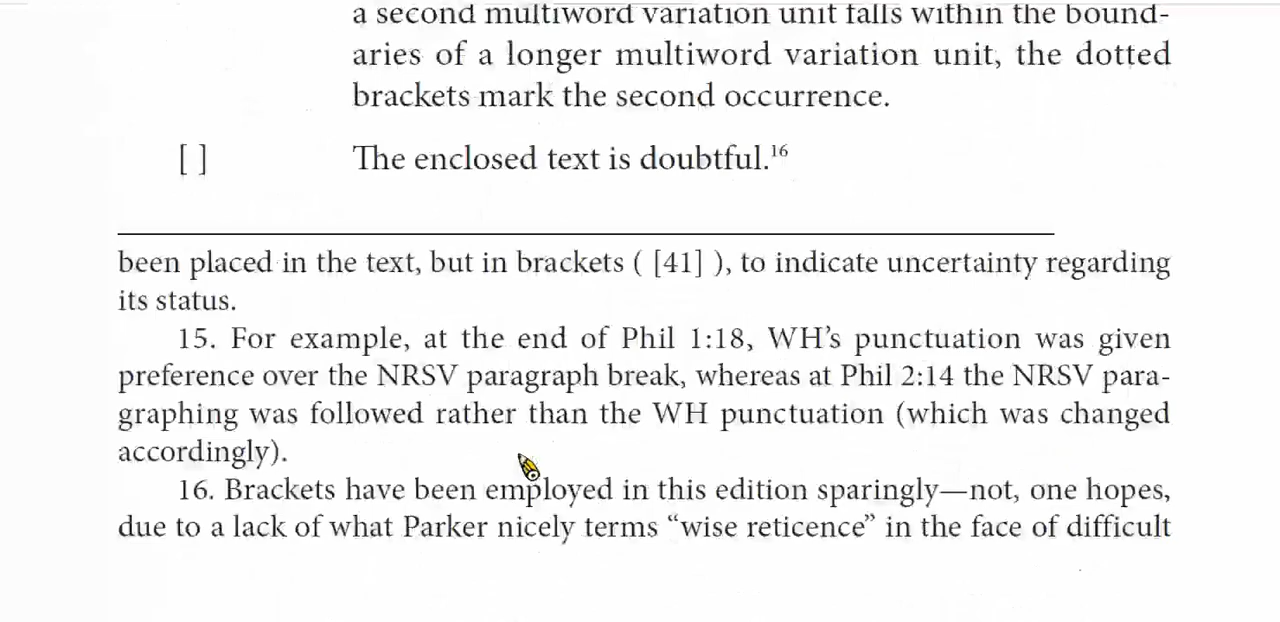 a second multiword variation unit falls within the bound-
aries of a longer multiword variation unit, the dotted
brackets mark the second occurrence.
[ ] The enclosed text is doubtful.16
been placed in the text, but in brackets ( [41] ), to indicate uncertainty regarding
its status.
15. For example, at the end of Phil 1:18, WH’s punctuation was given
preference over the NRSV paragraph break, whereas at Phil 2:14 the NRSV para-
graphing was followed rather than the WH punctuation (which was changed
accordingly).
16. Brackets have been employed in this edition sparingly—not, one hopes,
due to a lack of what Parker nicely terms “wise reticence” in the face of difficult